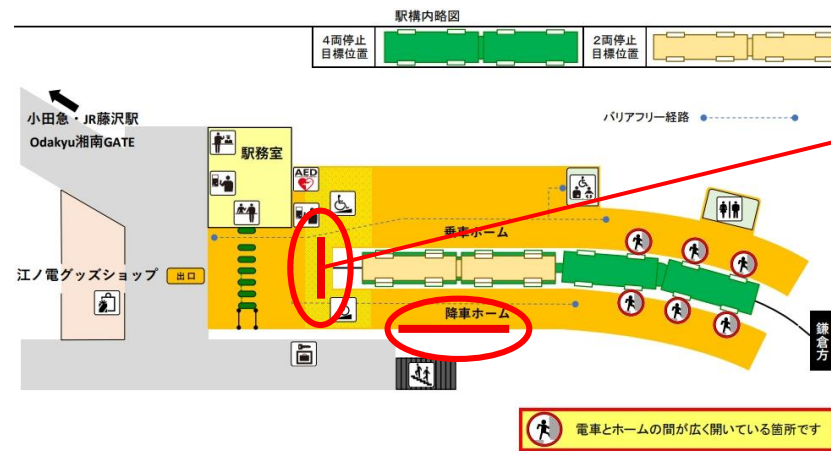 駅構内略図
4両停止
目標位置
2両停止
目標位置
小田急・JR藤沢駅
Odakyu湘南GATE
バリアフリー経路
駅務室
AED
乗車ホーム
江ノ電グッズショップ
出口
降車ホーム
鎌倉方
電車とホームの間が広く開いている箇所です